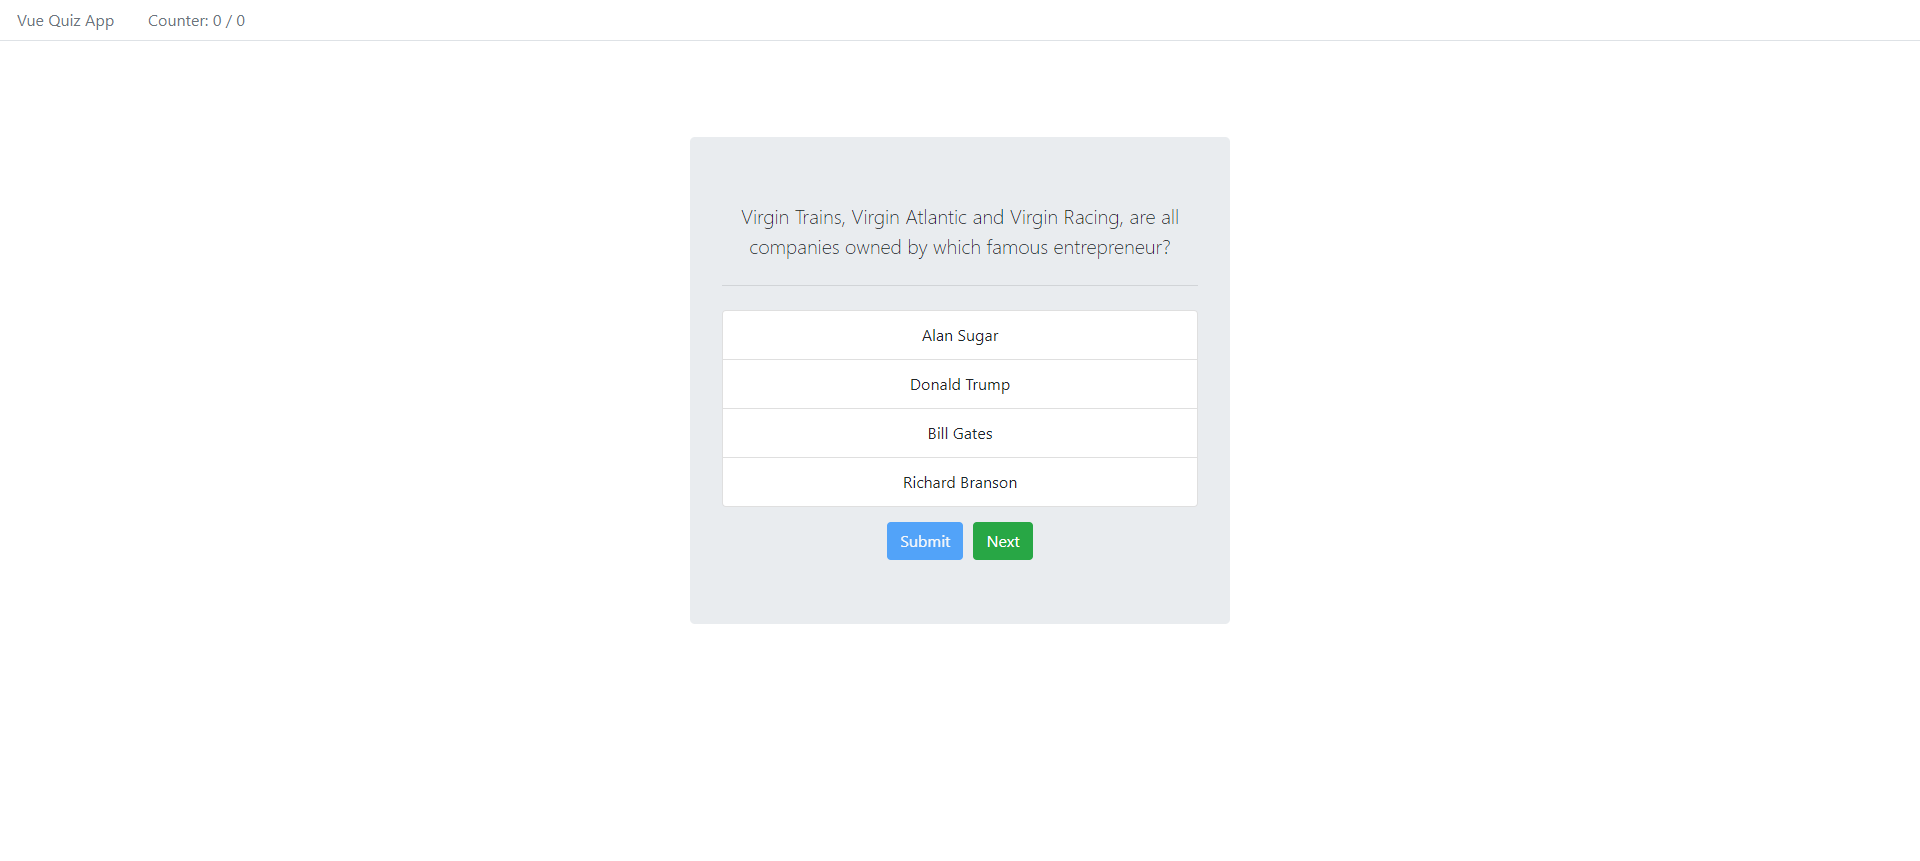 Vue Quiz App
Counter: 0 / 0
Virgin Trains, Virgin Atlantic and Virgin Racing, are all
companies owned by which famous entrepreneur?
Alan Sugar
Donald Trump
Bill Gates
Richard Branson
Submit
Next